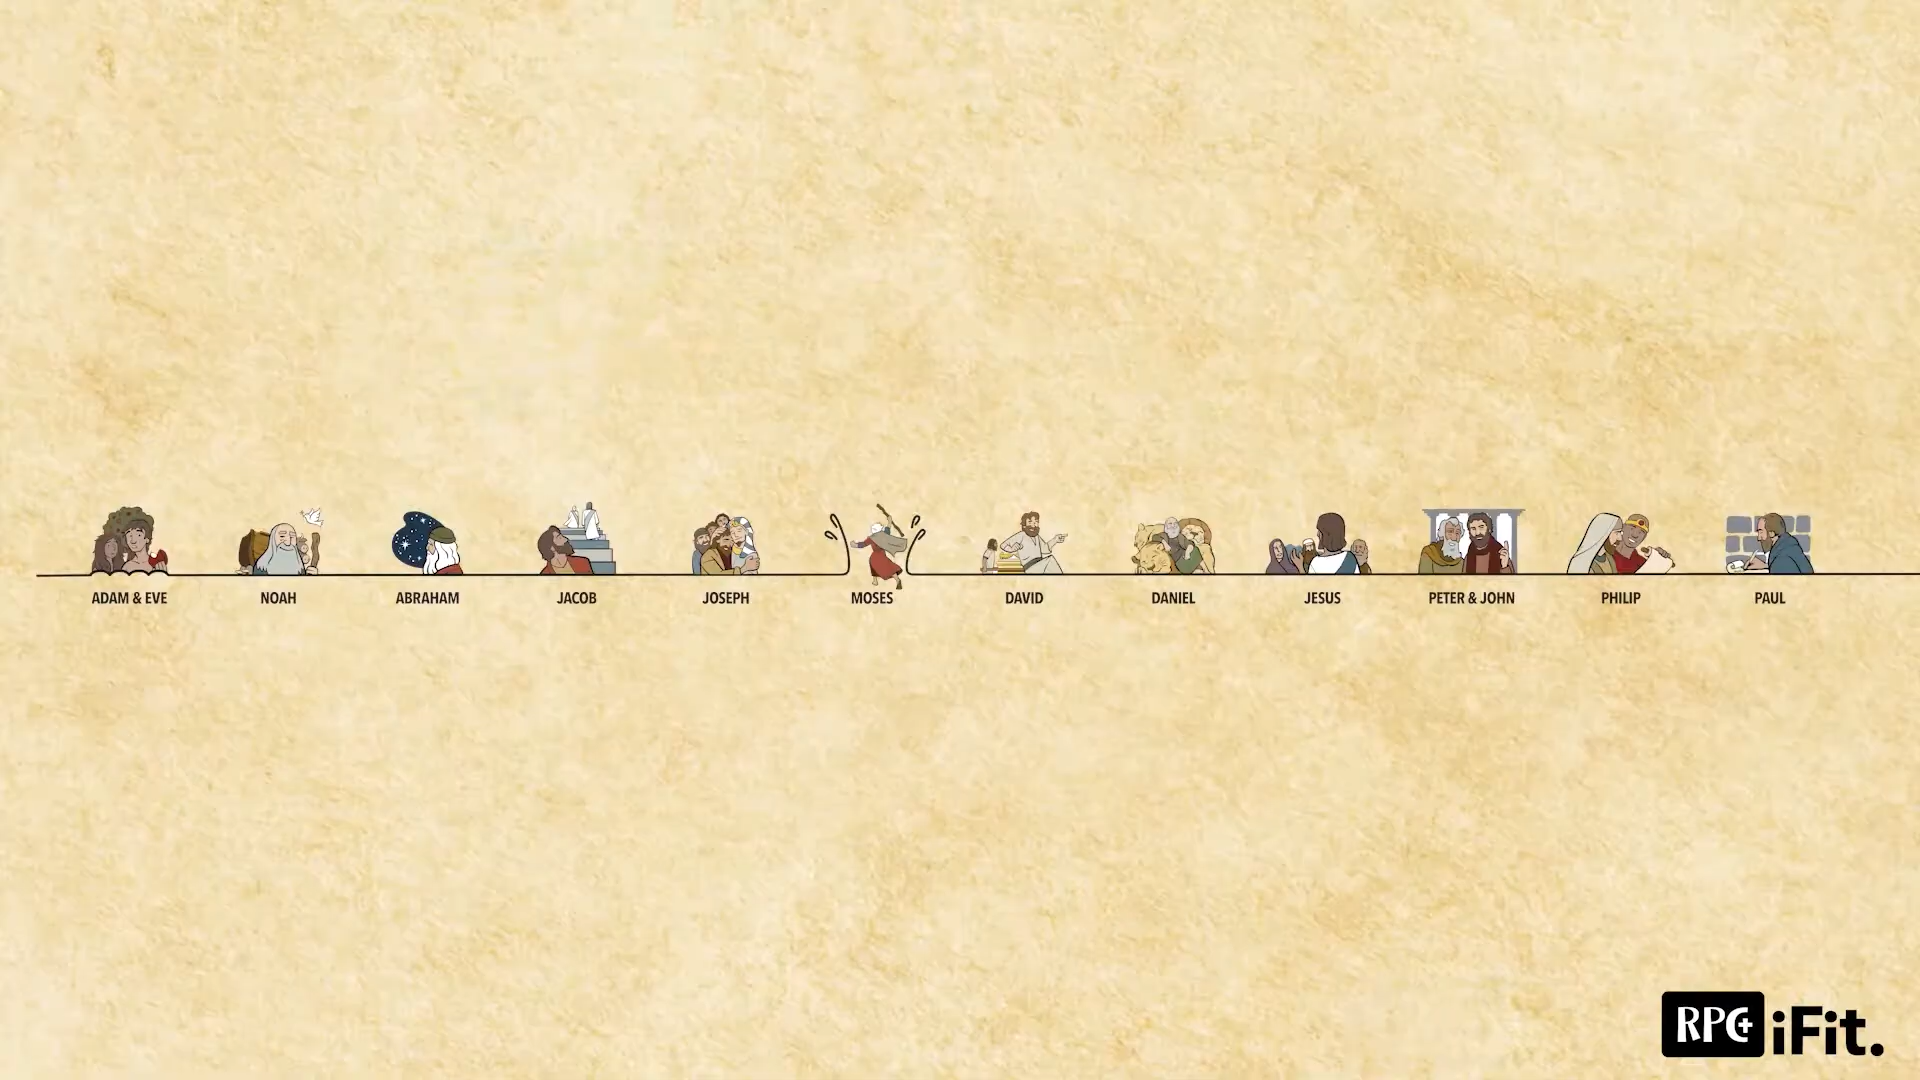 ADAM & EVE
NOAH
ABRAHAM
JACOB
JOSEPH
MOSES
DAVID
DANIEL
JESUS
PETER & JOHN
PHILIP
PAUL
RPG iFit.